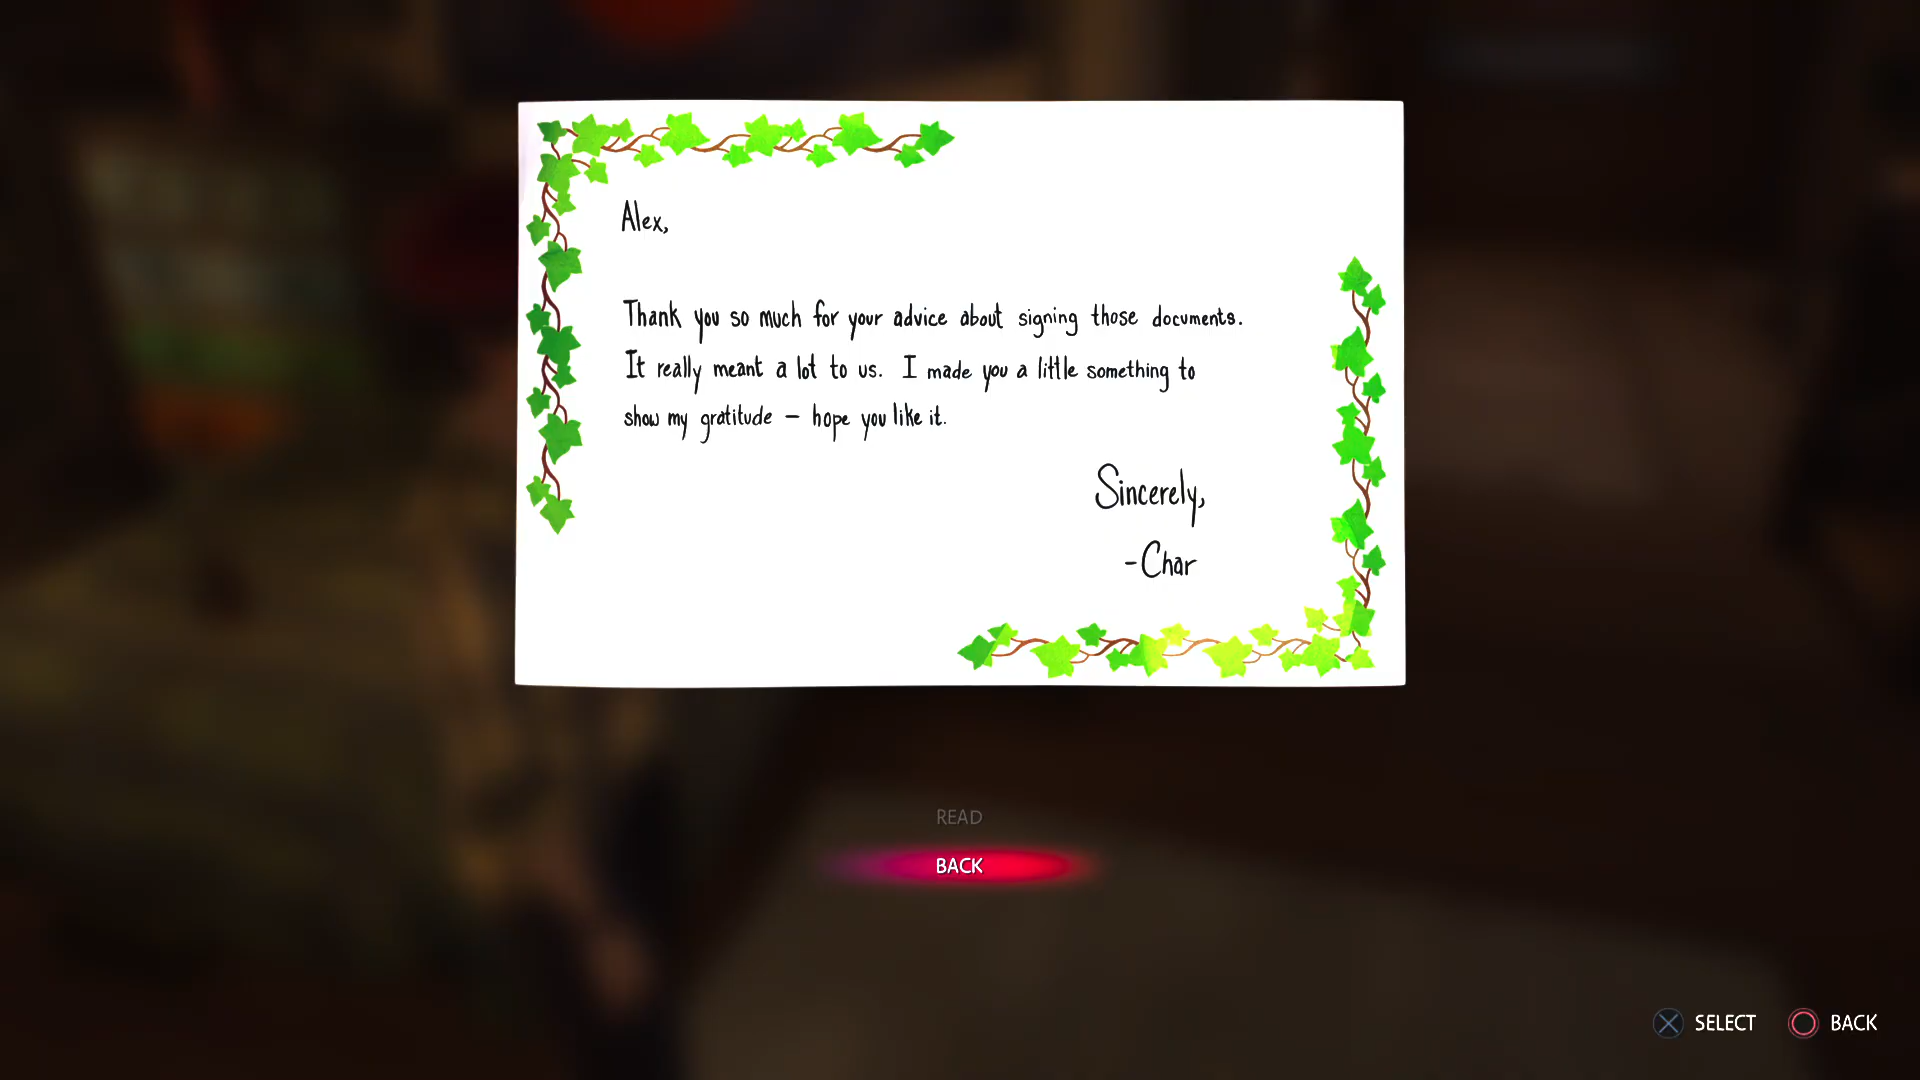 Alex,
Thank you so much for your advice about signing those documents.
It really meant a lot to us. I made you a little something to
show my gratitude – hope you like it.
Sincerely,
-Char
READ
BACK
SELECT BACK